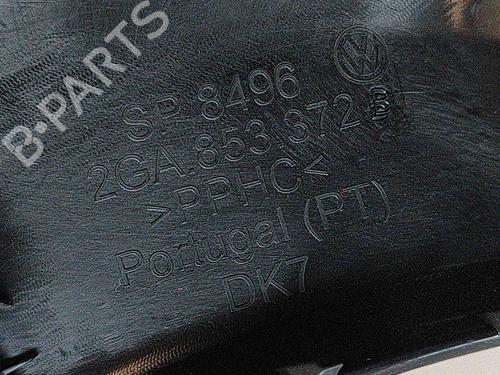 B-PARTS
SP 8496
2GA.853.372
>PPHC<
Portugal (PT)
DK7